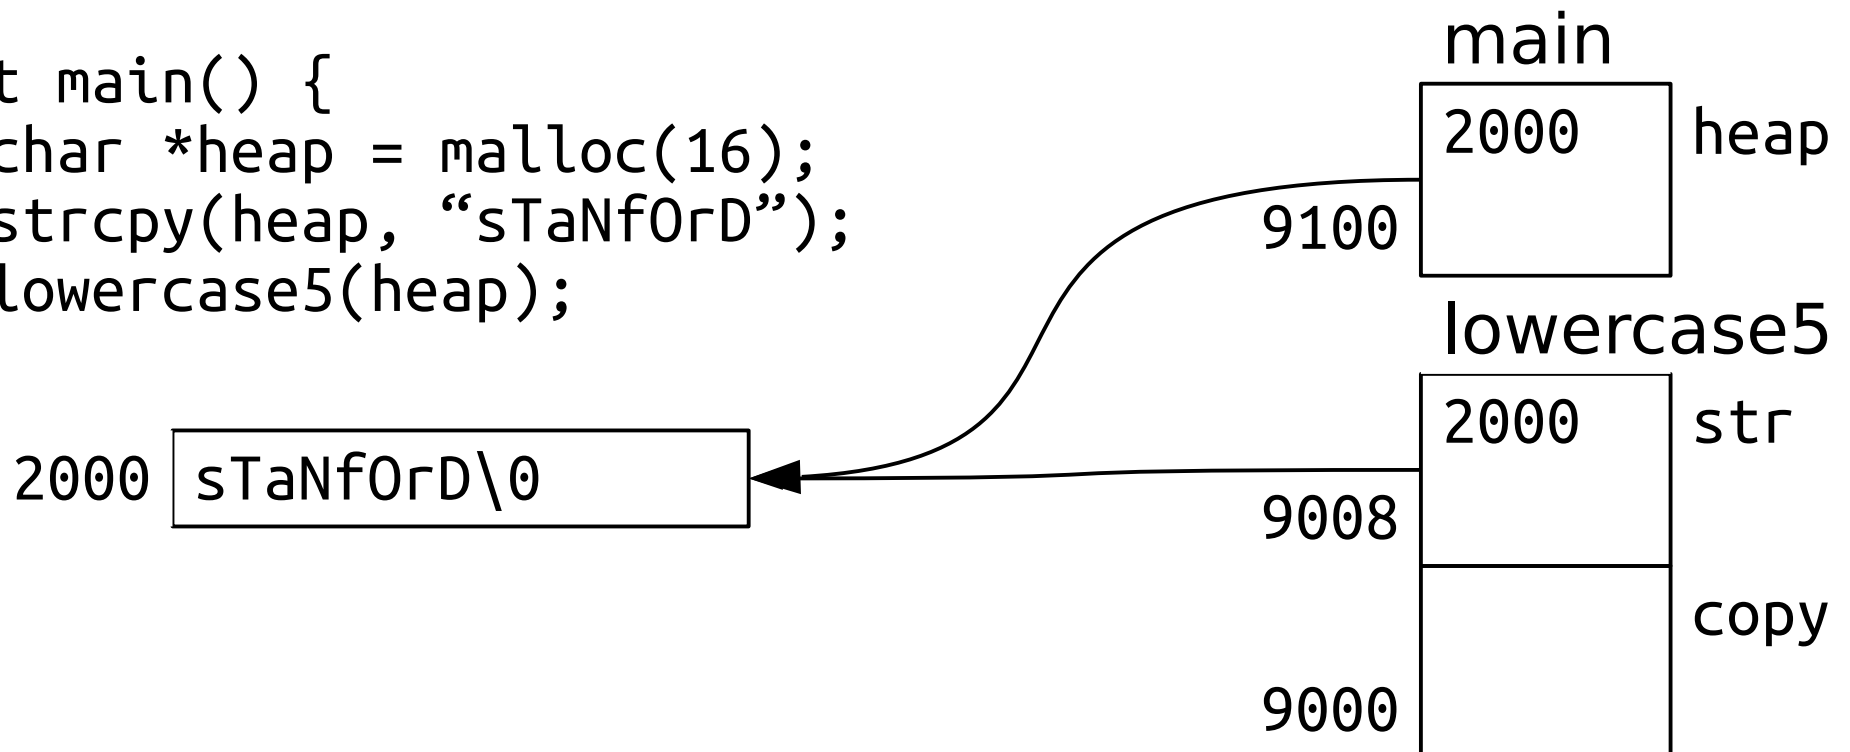 t main() {
char *heap = malloc(16);
strcpy(heap, “sTaNfOrD”);
lowercase5(heap);
2000 sTaNfOrD\0
main
2000 heap
9100
lowercase5
2000 str
9008
copy
9000